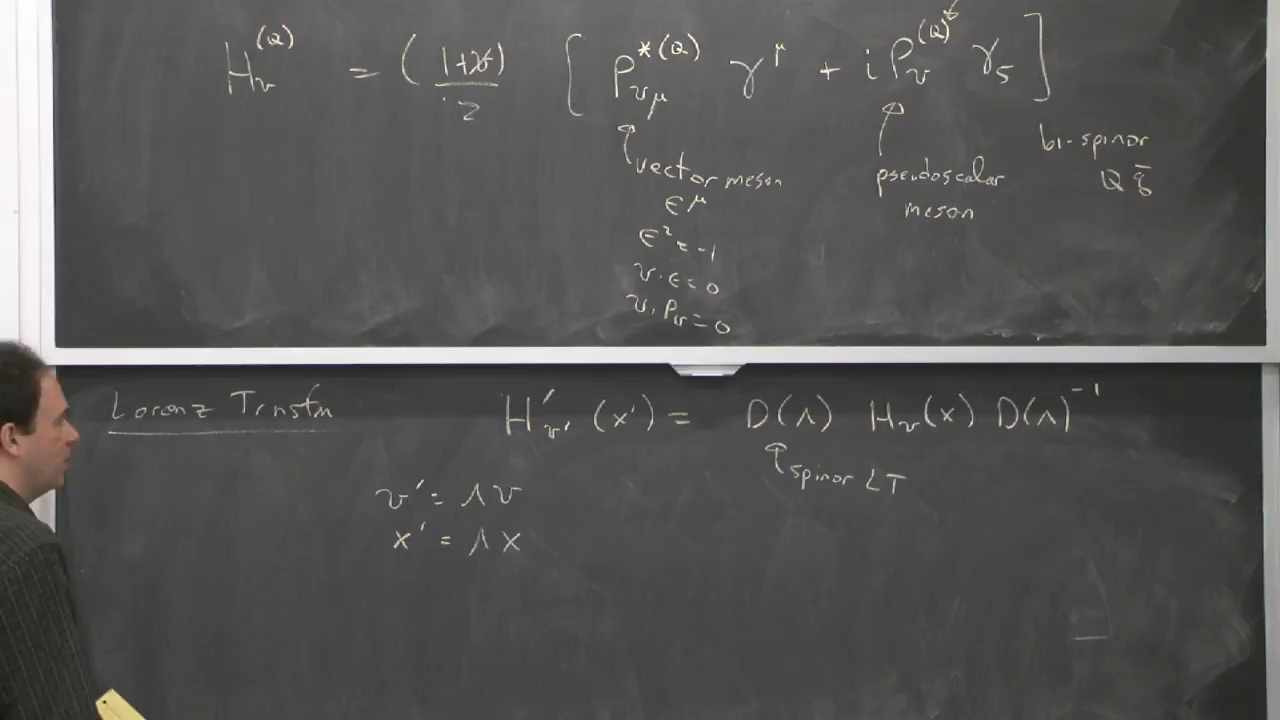 H_v^(Q) = (1+v̸)/2 [ P_vμ^*(Q) γ^μ + i P_v^(Q) γ_5 ]
bi-spinor
Q q̄
vector meson
ε^μ
ε² = -1
v·ε = 0
v·P_v = 0
pseudoscalar
meson
Lorenz Trnsfm
H'_v' (x') = D(Λ) H_v(x) D(Λ)^-1
spinor LT
v' = Λv
x' = Λx